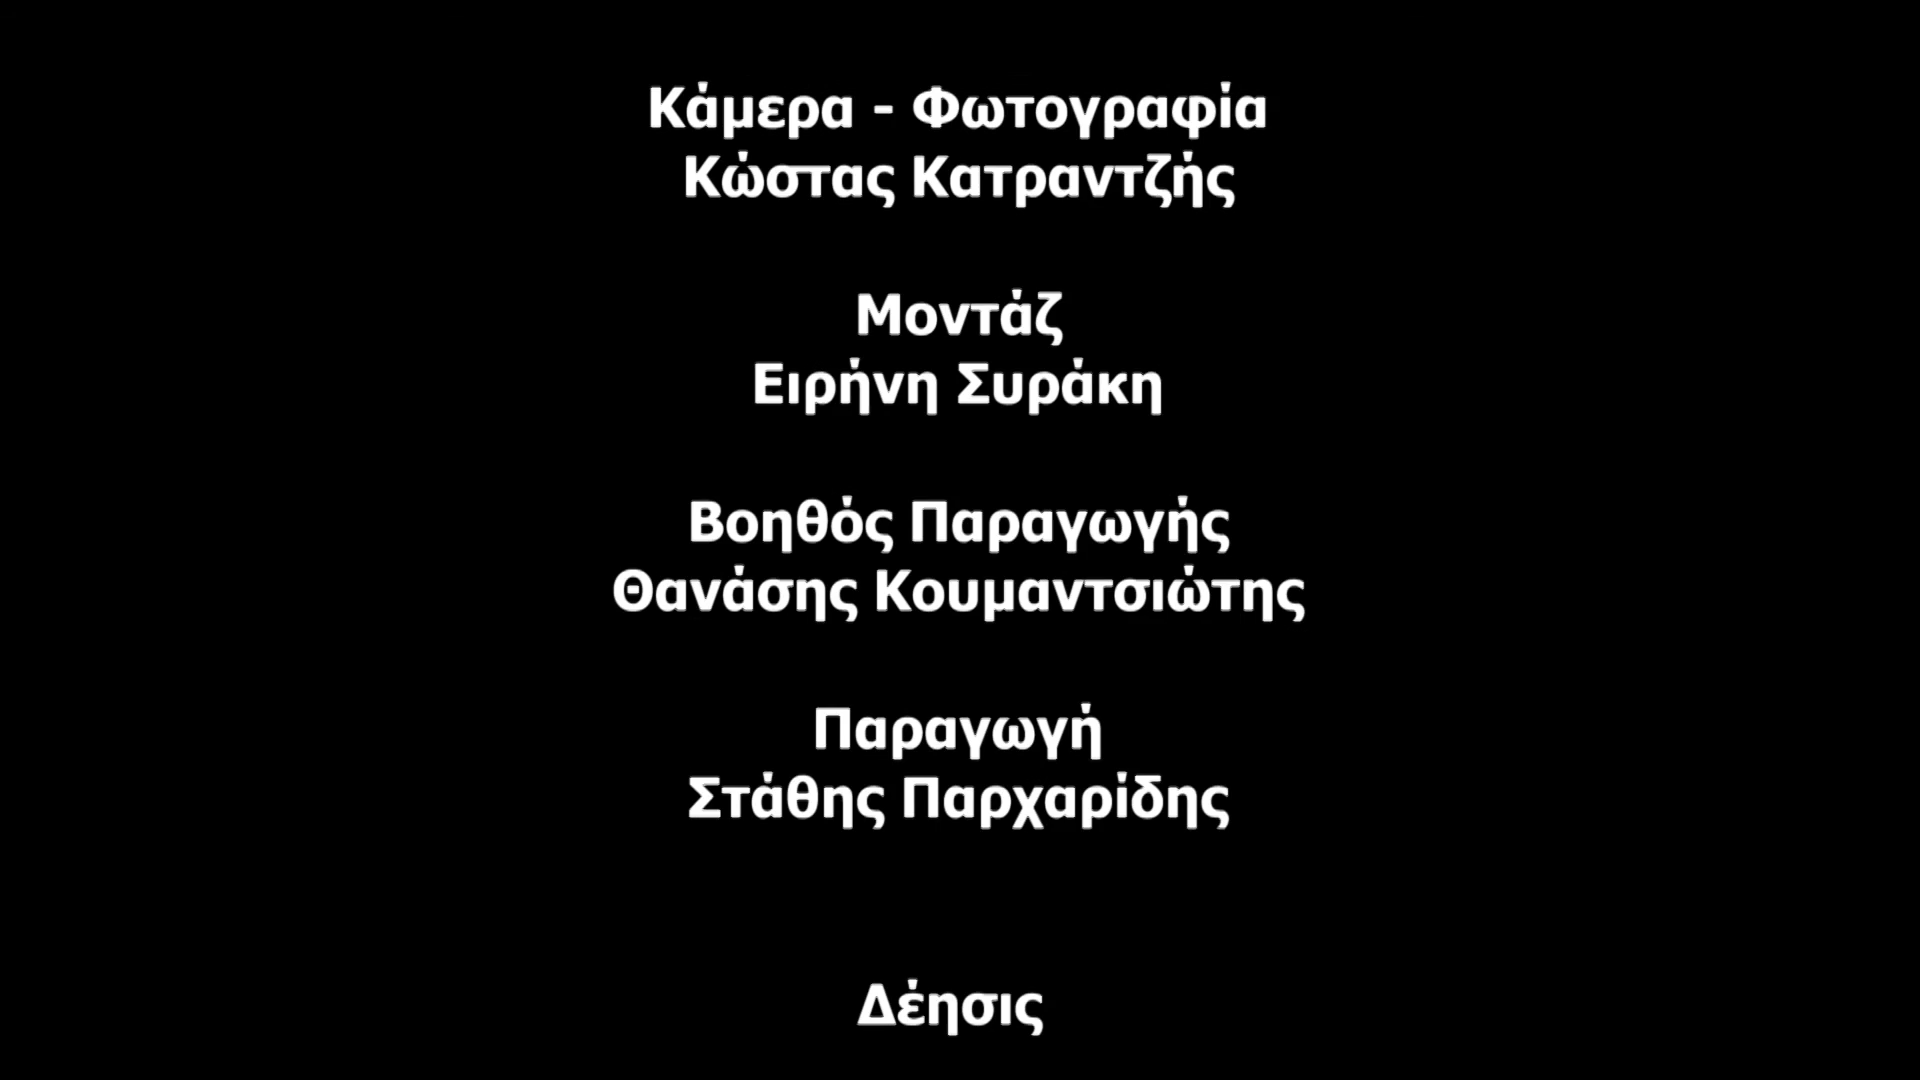 Κάμερα - Φωτογραφία
Κώστας Κατραντζής
Μοντάζ
Ειρήνη Συράκη
Βοηθός Παραγωγής
Θανάσης Κουμαντσιώτης
Παραγωγή
Στάθης Παρχαρίδης
Δέησις